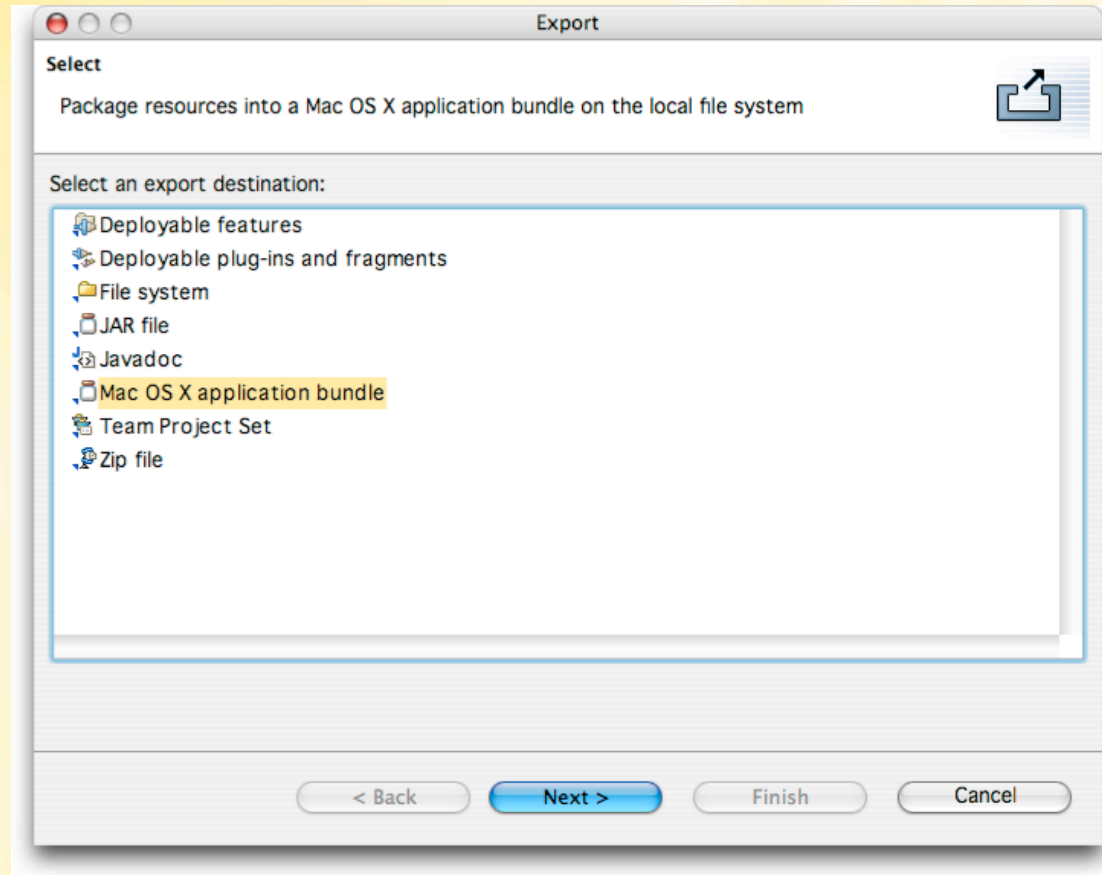 Export
Select
Package resources into a Mac OS X application bundle on the local file system
Select an export destination:
Deployable features
Deployable plug-ins and fragments
File system
JAR file
Javadoc
Mac OS X application bundle
Team Project Set
Zip file
< Back Next > Finish Cancel